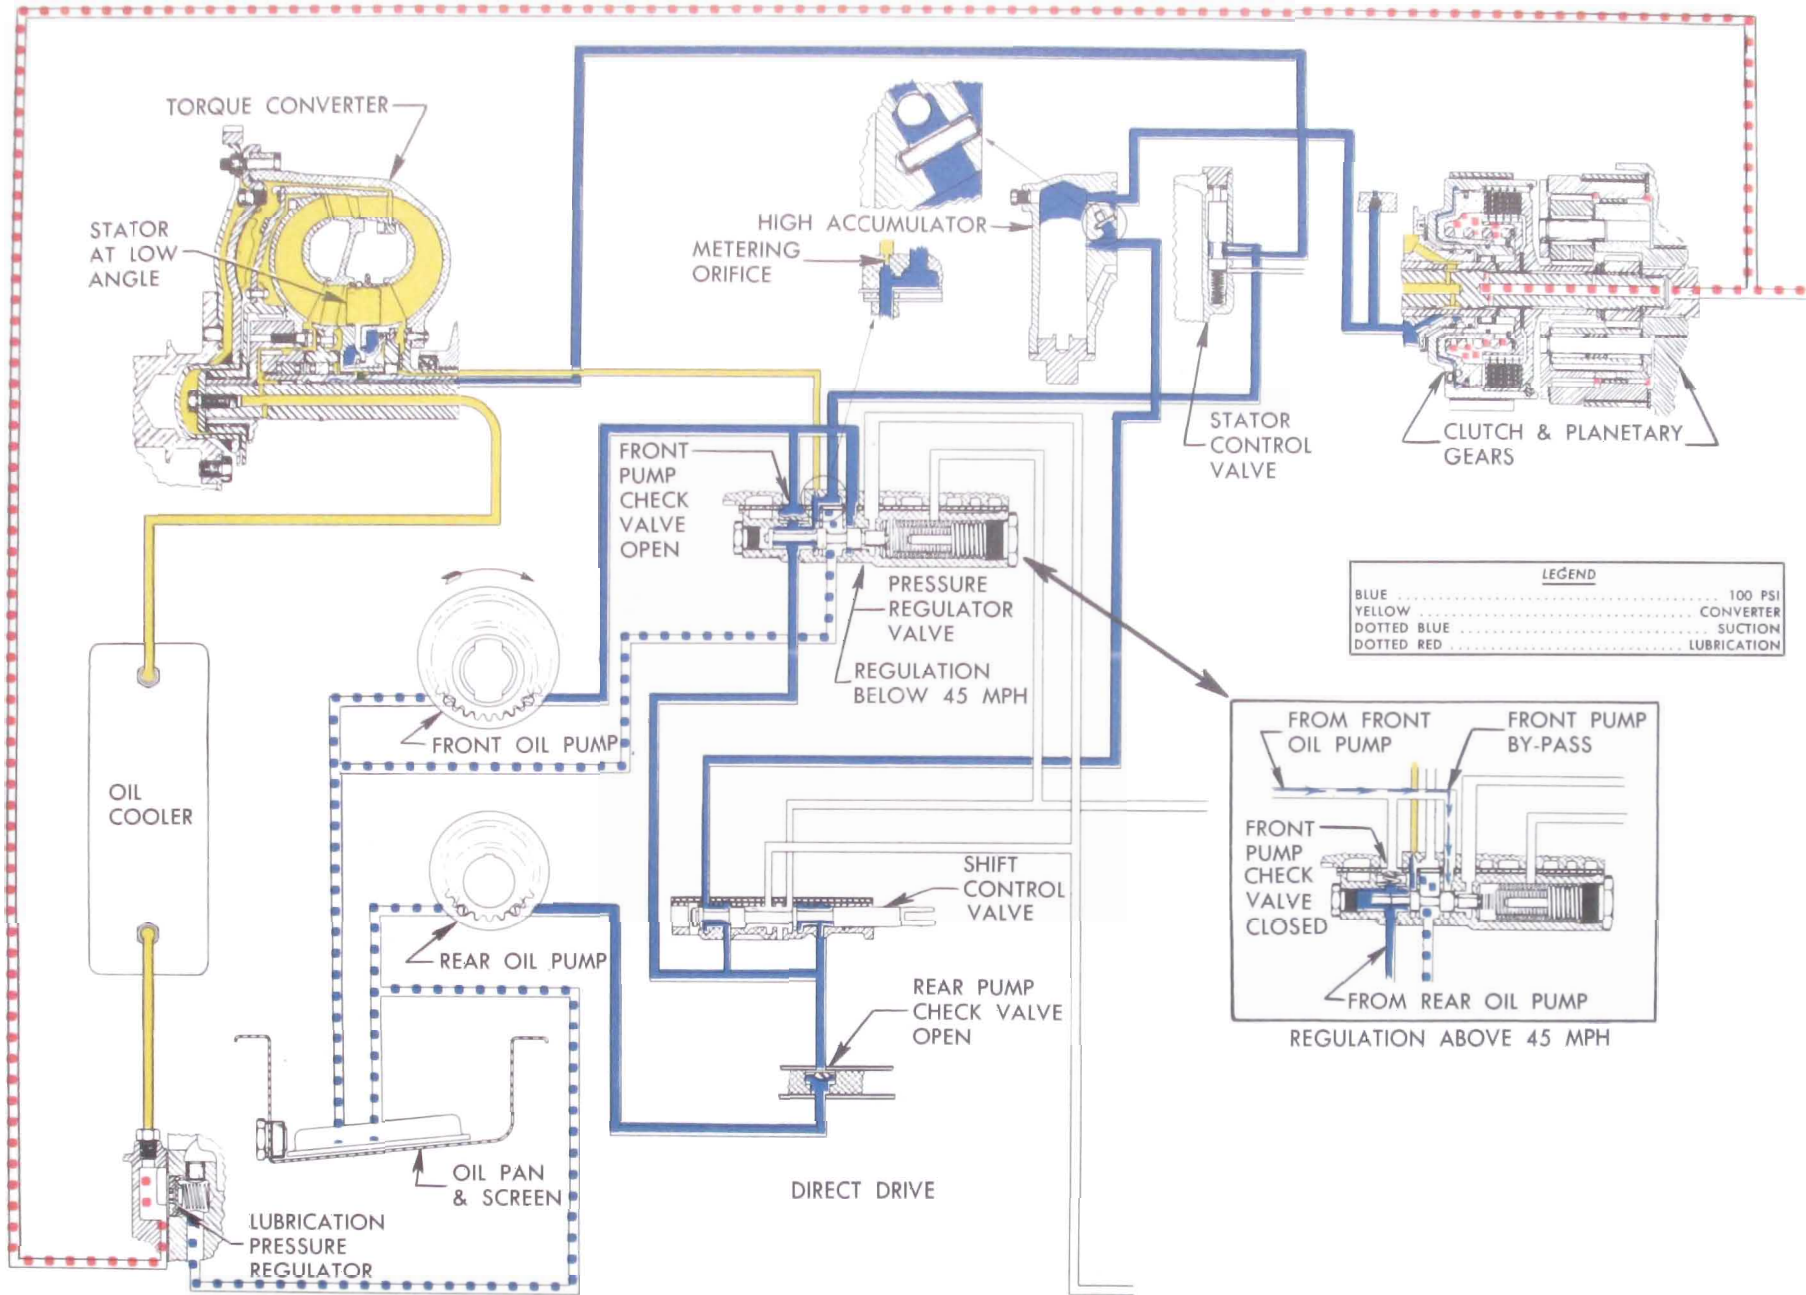 TORQUE CONVERTER
STATOR
AT LOW
ANGLE
HIGH ACCUMULATOR
METERING
ORIFICE
STATOR
CONTROL
VALVE
CLUTCH & PLANETARY
GEARS
FRONT
PUMP
CHECK
VALVE
OPEN
PRESSURE
REGULATOR
VALVE
REGULATION
BELOW 45 MPH
LEGEND
BLUE .......... 100 PSI
YELLOW .......... CONVERTER
DOTTED BLUE .......... SUCTION
DOTTED RED .......... LUBRICATION
FRONT OIL PUMP
OIL
COOLER
REAR OIL PUMP
SHIFT
CONTROL
VALVE
REAR PUMP
CHECK VALVE
OPEN
FROM FRONT
OIL PUMP
FRONT PUMP
BY-PASS
FRONT
PUMP
CHECK
VALVE
CLOSED
FROM REAR OIL PUMP
REGULATION ABOVE 45 MPH
OIL PAN
& SCREEN
DIRECT DRIVE
LUBRICATION
PRESSURE
REGULATOR